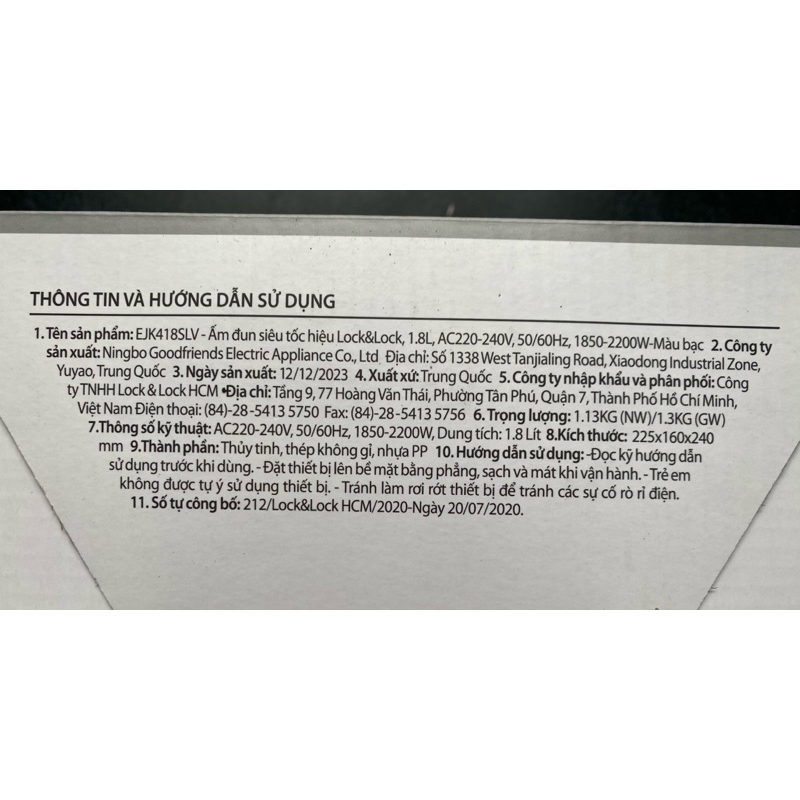 THÔNG TIN VÀ HƯỚNG DẪN SỬ DỤNG
1. Tên sản phẩm: EJK418SLV - Ấm đun siêu tốc hiệu Lock&Lock, 1.8L, AC220-240V, 50/60Hz, 1850-2200W-Màu bạc 2. Công ty
sản xuất: Ningbo Goodfriends Electric Appliance Co., Ltd Địa chỉ: Số 1338 West Tanjialing Road, Xiaodong Industrial Zone,
Yuyao, Trung Quốc 3. Ngày sản xuất: 12/12/2023 4. Xuất xứ: Trung Quốc 5. Công ty nhập khẩu và phân phối: Công
ty TNHH Lock & Lock HCM •Địa chỉ: Tầng 9, 77 Hoàng Văn Thái, Phường Tân Phú, Quận 7, Thành Phố Hồ Chí Minh,
Việt Nam Điện thoại: (84)-28-5413 5750 Fax: (84)-28-5413 5756 6. Trọng lượng: 1.13KG (NW)/1.3KG (GW)
7.Thông số kỹ thuật: AC220-240V, 50/60Hz, 1850-2200W, Dung tích: 1.8 Lít 8.Kích thước: 225x160x240
mm 9.Thành phần: Thủy tinh, thép không gỉ, nhựa PP 10. Hướng dẫn sử dụng: -Đọc kỹ hướng dẫn
sử dụng trước khi dùng. - Đặt thiết bị lên bề mặt bằng phẳng, sạch và mát khi vận hành. - Trẻ em
không được tự ý sử dụng thiết bị. - Tránh làm rơi rớt thiết bị để tránh các sự cố rò rỉ điện.
11. Số tự công bố: 212/Lock&Lock HCM/2020-Ngày 20/07/2020.